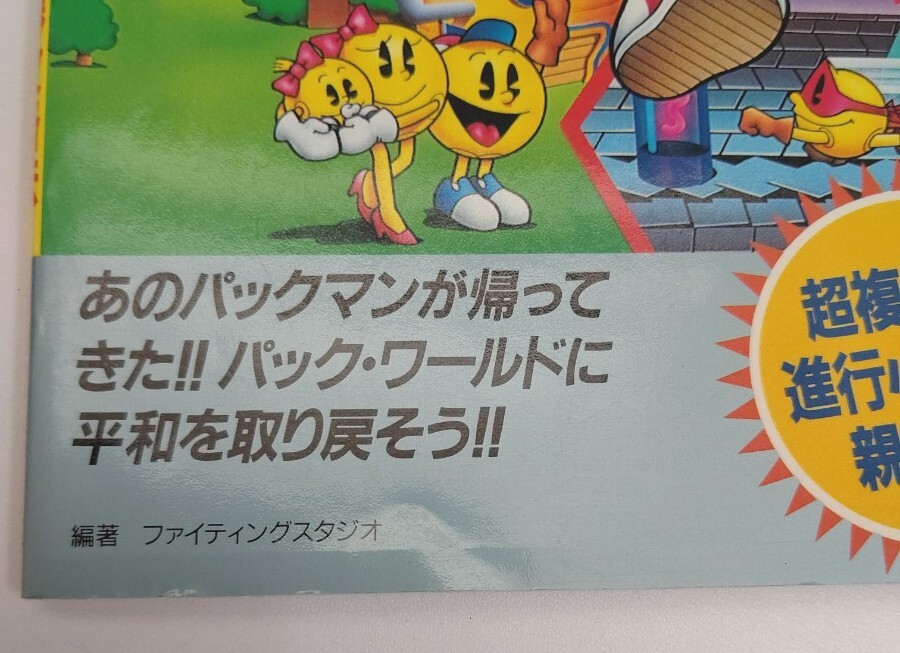 あのパックマンが帰って
きた!! パック・ワールドに
平和を取り戻そう!!
編著 ファイティングスタジオ
超複
進行
親